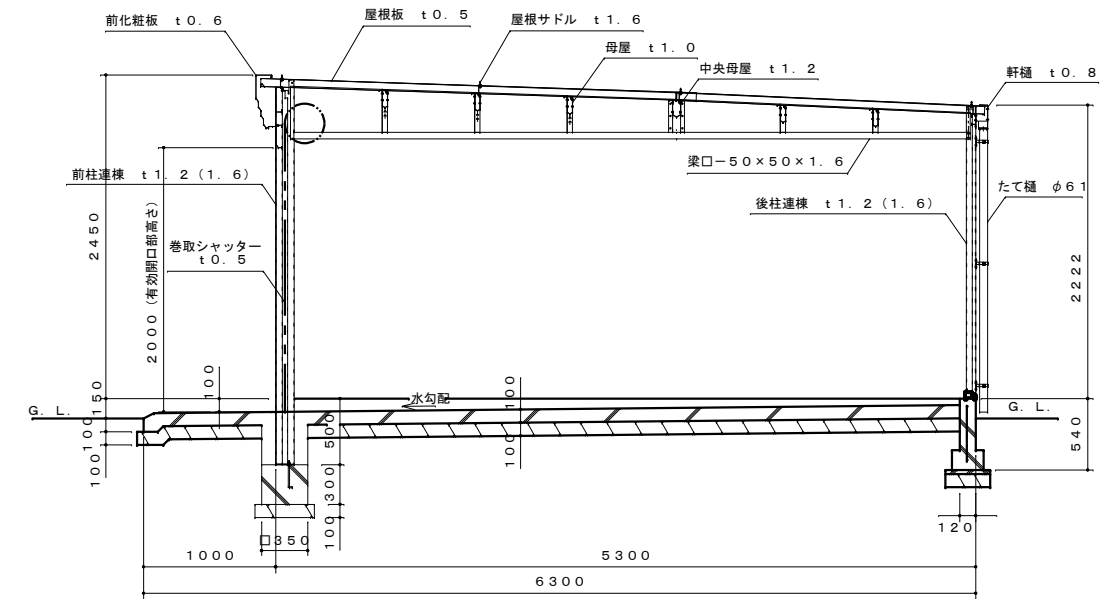 前化粧板 t0.6
屋根板 t0.5
屋根サドル t1.6
母屋 t1.0
中央母屋 t1.2
軒樋 t0.8
梁口−50×50×1.6
前柱連棟 t1.2(1.6)
たて樋 φ61
後柱連棟 t1.2(1.6)
巻取シャッター
t0.5
2450
2000(有効開口部高さ)
2222
150
100
100
100
100
100
水勾配
G.L.
G.L.
500
300
100
540
□350
120
1000
5300
6300